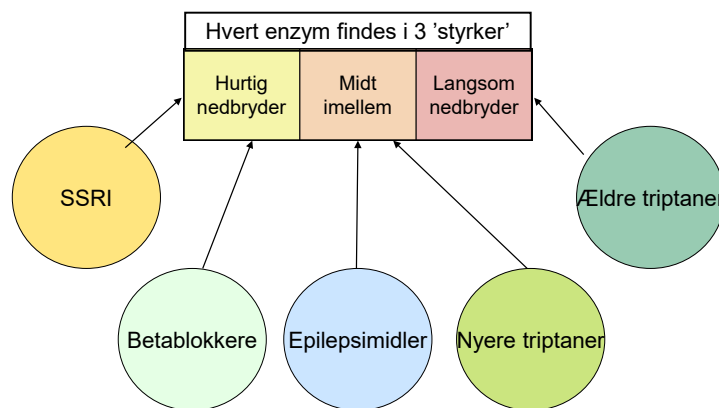 Hvert enzym findes i 3 ’styrker’
Hurtig
nedbryder
Midt
imellem
Langsom
nedbryder
SSRI
Ældre triptaner
Betablokkere
Epilepsimidler
Nyere triptaner